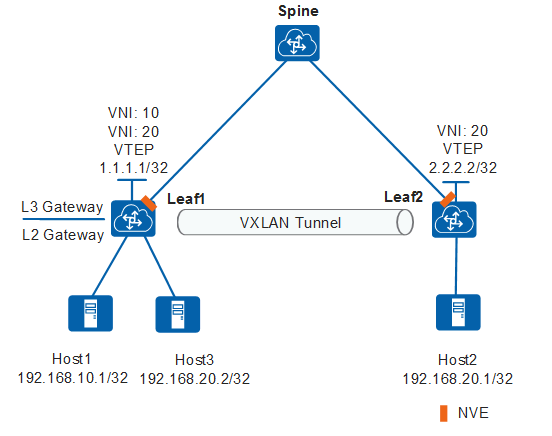 Spine
VNI: 10
VNI: 20
VTEP
1.1.1.1/32
VNI: 20
VTEP
2.2.2.2/32
Leaf1
Leaf2
L3 Gateway
L2 Gateway
VXLAN Tunnel
Host1
192.168.10.1/32
Host3
192.168.20.2/32
Host2
192.168.20.1/32
NVE